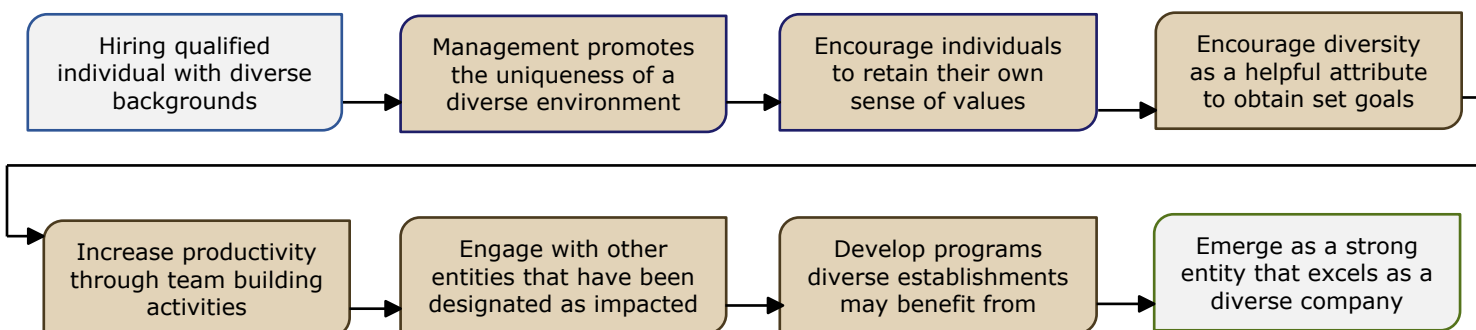 Hiring qualified
individual with diverse
backgrounds
Management promotes
the uniqueness of a
diverse environment
Encourage individuals
to retain their own
sense of values
Encourage diversity
as a helpful attribute
to obtain set goals
Increase productivity
through team building
activities
Engage with other
entities that have been
designated as impacted
Develop programs
diverse establishments
may benefit from
Emerge as a strong
entity that excels as a
diverse company